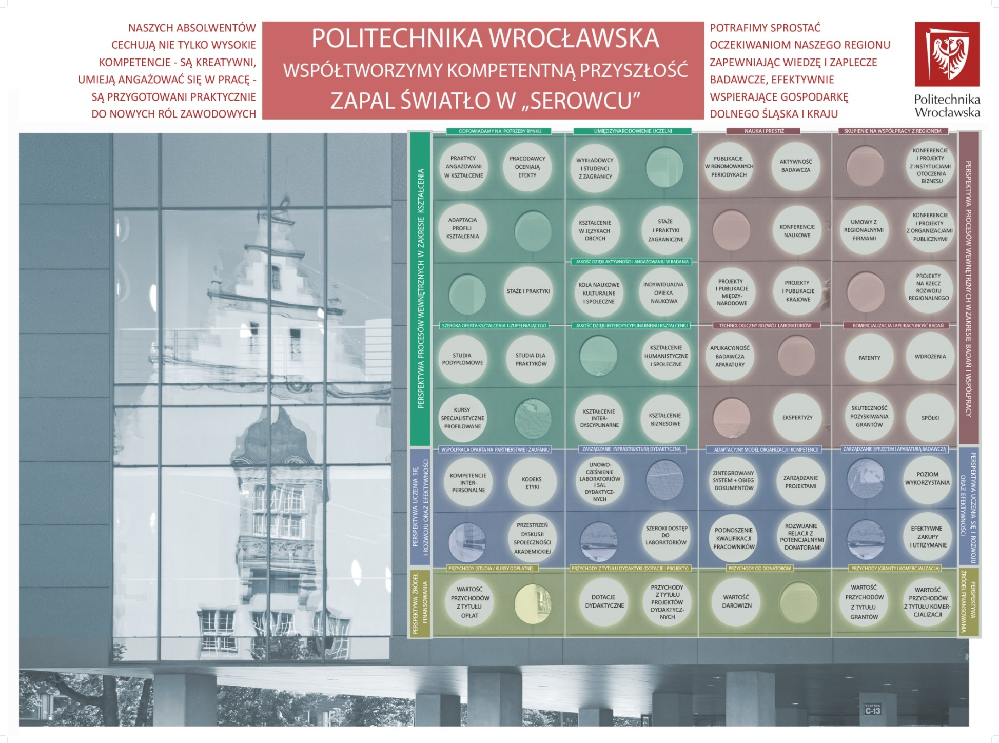 NASZYCH ABSOLWENTÓW
CECHUJĄ NIE TYLKO WYSOKIE
KOMPETENCJE - SĄ KREATYWNI,
UMIEJĄ ANGAŻOWAĆ SIĘ W PRACĘ -
SĄ PRZYGOTOWANI PRAKTYCZNIE
DO NOWYCH RÓL ZAWODOWYCH
POLITECHNIKA WROCŁAWSKA
WSPÓŁTWORZYMY KOMPETENTNĄ PRZYSZŁOŚĆ
ZAPAL ŚWIATŁO W „SEROWCU”
POTRAFIMY SPROSTAĆ
OCZEKIWANIOM NASZEGO REGIONU
ZAPEWNIAJĄC WIEDZĘ I ZAPLECZE
BADAWCZE, EFEKTYWNIE
WSPIERAJĄCE GOSPODARKĘ
DOLNEGO ŚLĄSKA I KRAJU
Politechnika
Wrocławska
PERSPEKTYWA PROCESÓW WEWNĘTRZNYCH W ZAKRESIE KSZTAŁCENIA
ODPOWIADAMY NA POTRZEBY RYNKU
PRAKTYCY
ANGAŻOWANI
W KSZTAŁCENIE
PRACODAWCY
OCENIAJĄ
EFEKTY
ADAPTACJA
PROFILI
KSZTAŁCENIA
STAŻE I PRAKTYKI
SZEROKA OFERTA KSZTAŁCENIA UZUPEŁNIAJĄCEGO
STUDIA
PODYPLOMOWE
STUDIA DLA
PRAKTYKÓW
KURSY
SPECJALISTYCZNE
PROFILOWANE
UMIĘDZYNARODOWIENIE UCZELNI
WYKŁADOWCY
I STUDENCI
Z ZAGRANICY
KSZTAŁCENIE
W JĘZYKACH
OBCYCH
STAŻE
I PRAKTYKI
ZAGRANICZNE
JAKOŚĆ DZIĘKI AKTYWNOŚCI I ANGAŻOWANIU W BADANIA
KOŁA NAUKOWE
KULTURALNE
I SPOŁECZNE
INDYWIDUALNA
OPIEKA
NAUKOWA
JAKOŚĆ DZIĘKI INTERDYSCYPLINARNEMU KSZTAŁCENIU
KSZTAŁCENIE
HUMANISTYCZNE
I SPOŁECZNE
KSZTAŁCENIE
INTER-
DYSCYPLINARNE
KSZTAŁCENIE
BIZNESOWE
NAUKA I PRESTIŻ
PUBLIKACJE
W RENOMOWANYCH
PERIODYKACH
AKTYWNOŚĆ
BADAWCZA
KONFERENCJE
NAUKOWE
PROJEKTY
I PUBLIKACJE
MIĘDZY-
NARODOWE
PROJEKTY
I PUBLIKACJE
KRAJOWE
TECHNOLOGICZNY ROZWÓJ LABORATORIÓW
APLIKACYJNOŚĆ
BADAWCZA
APARATURY
EKSPERTYZY
SKUPIENIE NA WSPÓŁPRACY Z REGIONEM
KONFERENCJE
I PROJEKTY
Z INSTYTUCJAMI
OTOCZENIA
BIZNESU
UMOWY Z
REGIONALNYMI
FIRMAMI
KONFERENCJE
I PROJEKTY
Z ORGANIZACJAMI
PUBLICZNYMI
PROJEKTY
NA RZECZ
ROZWOJU
REGIONALNEGO
KOMERCJALIZACJA I APLIKACYJNOŚĆ BADAŃ
PATENTY
WDROŻENIA
SKUTECZNOŚĆ
POZYSKIWANIA
GRANTÓW
SPÓŁKI
PERSPEKTYWA PROCESÓW WEWNĘTRZNYCH W ZAKRESIE BADAŃ I WSPÓŁPRACY
PERSPEKTYWA UCZENIA SIĘ
I ROZWOJU ORAZ EFEKTYWNOŚCI
WSPÓŁPRACA OPARTA NA PARTNERSTWIE I ZAUFANIU
KOMPETENCJE
INTER-
PERSONALNE
KODEKS
ETYKI
PRZESTRZEŃ
DYSKUSJI
SPOŁECZNOŚCI
AKADEMICKIEJ
ZARZĄDZANIE INFRASTRUKTURĄ DYDAKTYCZNĄ
UNOWO-
CZEŚNIENIE
LABORATORIÓW
I SAL
DYDAKTYCZ-
NYCH
SZEROKI DOSTĘP
DO
LABORATORIÓW
ADAPTACYJNY MODEL ORGANIZACJI I KOMPETENCJI
ZINTEGROWANY
SYSTEM + OBIEG
DOKUMENTÓW
ZARZĄDZANIE
PROJEKTAMI
PODNOSZENIE
KWALIFIKACJI
PRACOWNIKÓW
ROZWIJANIE
RELACJI Z
POTENCJALNYMI
DONATORAMI
ZARZĄDZANIE SPRZĘTEM I APARATURĄ BADAWCZĄ
POZIOM
WYKORZYSTANIA
EFEKTYWNE
ZAKUPY
I UTRZYMANIE
PERSPEKTYWA UCZENIA SIĘ I ROZWOJU
ORAZ EFEKTYWNOŚCI
PERSPEKTYWA ŹRÓDEŁ
FINANSOWANIA
PRZYCHODY (STUDIA / KURSY ODPŁATNE)
WARTOŚĆ
PRZYCHODÓW
Z TYTUŁU
OPŁAT
PRZYCHODY Z TYTUŁU DYDAKTYKI (DOTACJE I PROJEKTY)
DOTACJE
DYDAKTYCZNE
PRZYCHODY
Z TYTUŁU
PROJEKTÓW
DYDAKTYCZ-
NYCH
PRZYCHODY OD DONATORÓW
WARTOŚĆ
DAROWIZN
PRZYCHODY (GRANTY I KOMERCJALIZACJA)
WARTOŚĆ
PRZYCHODÓW
Z TYTUŁU
GRANTÓW
WARTOŚĆ
PRZYCHODÓW
Z TYTUŁU KOMER-
CJALIZACJI
PERSPEKTYWA
ŹRÓDEŁ FINANSOWANIA
BUDYNEK
C-13